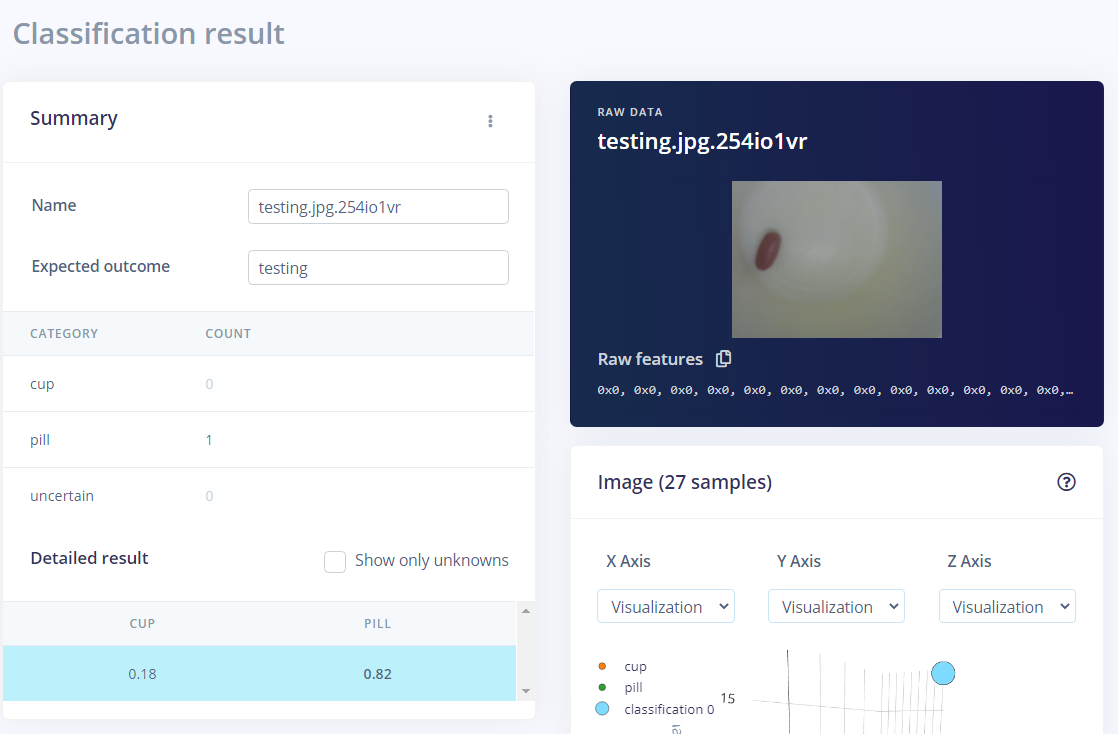 Classification result
Summary
Name
testing.jpg.254io1vr
Expected outcome
testing
CATEGORY COUNT
cup 0
pill 1
uncertain 0
Detailed result
Show only unknowns
CUP PILL
0.18 0.82
RAW DATA
testing.jpg.254io1vr
Raw features
0x0, 0x0, 0x0, 0x0, 0x0, 0x0, 0x0, 0x0, 0x0, 0x0, 0x0, 0x0, 0x0,…
Image (27 samples)
X Axis Y Axis Z Axis
Visualization Visualization Visualization
cup
pill
classification 0
15